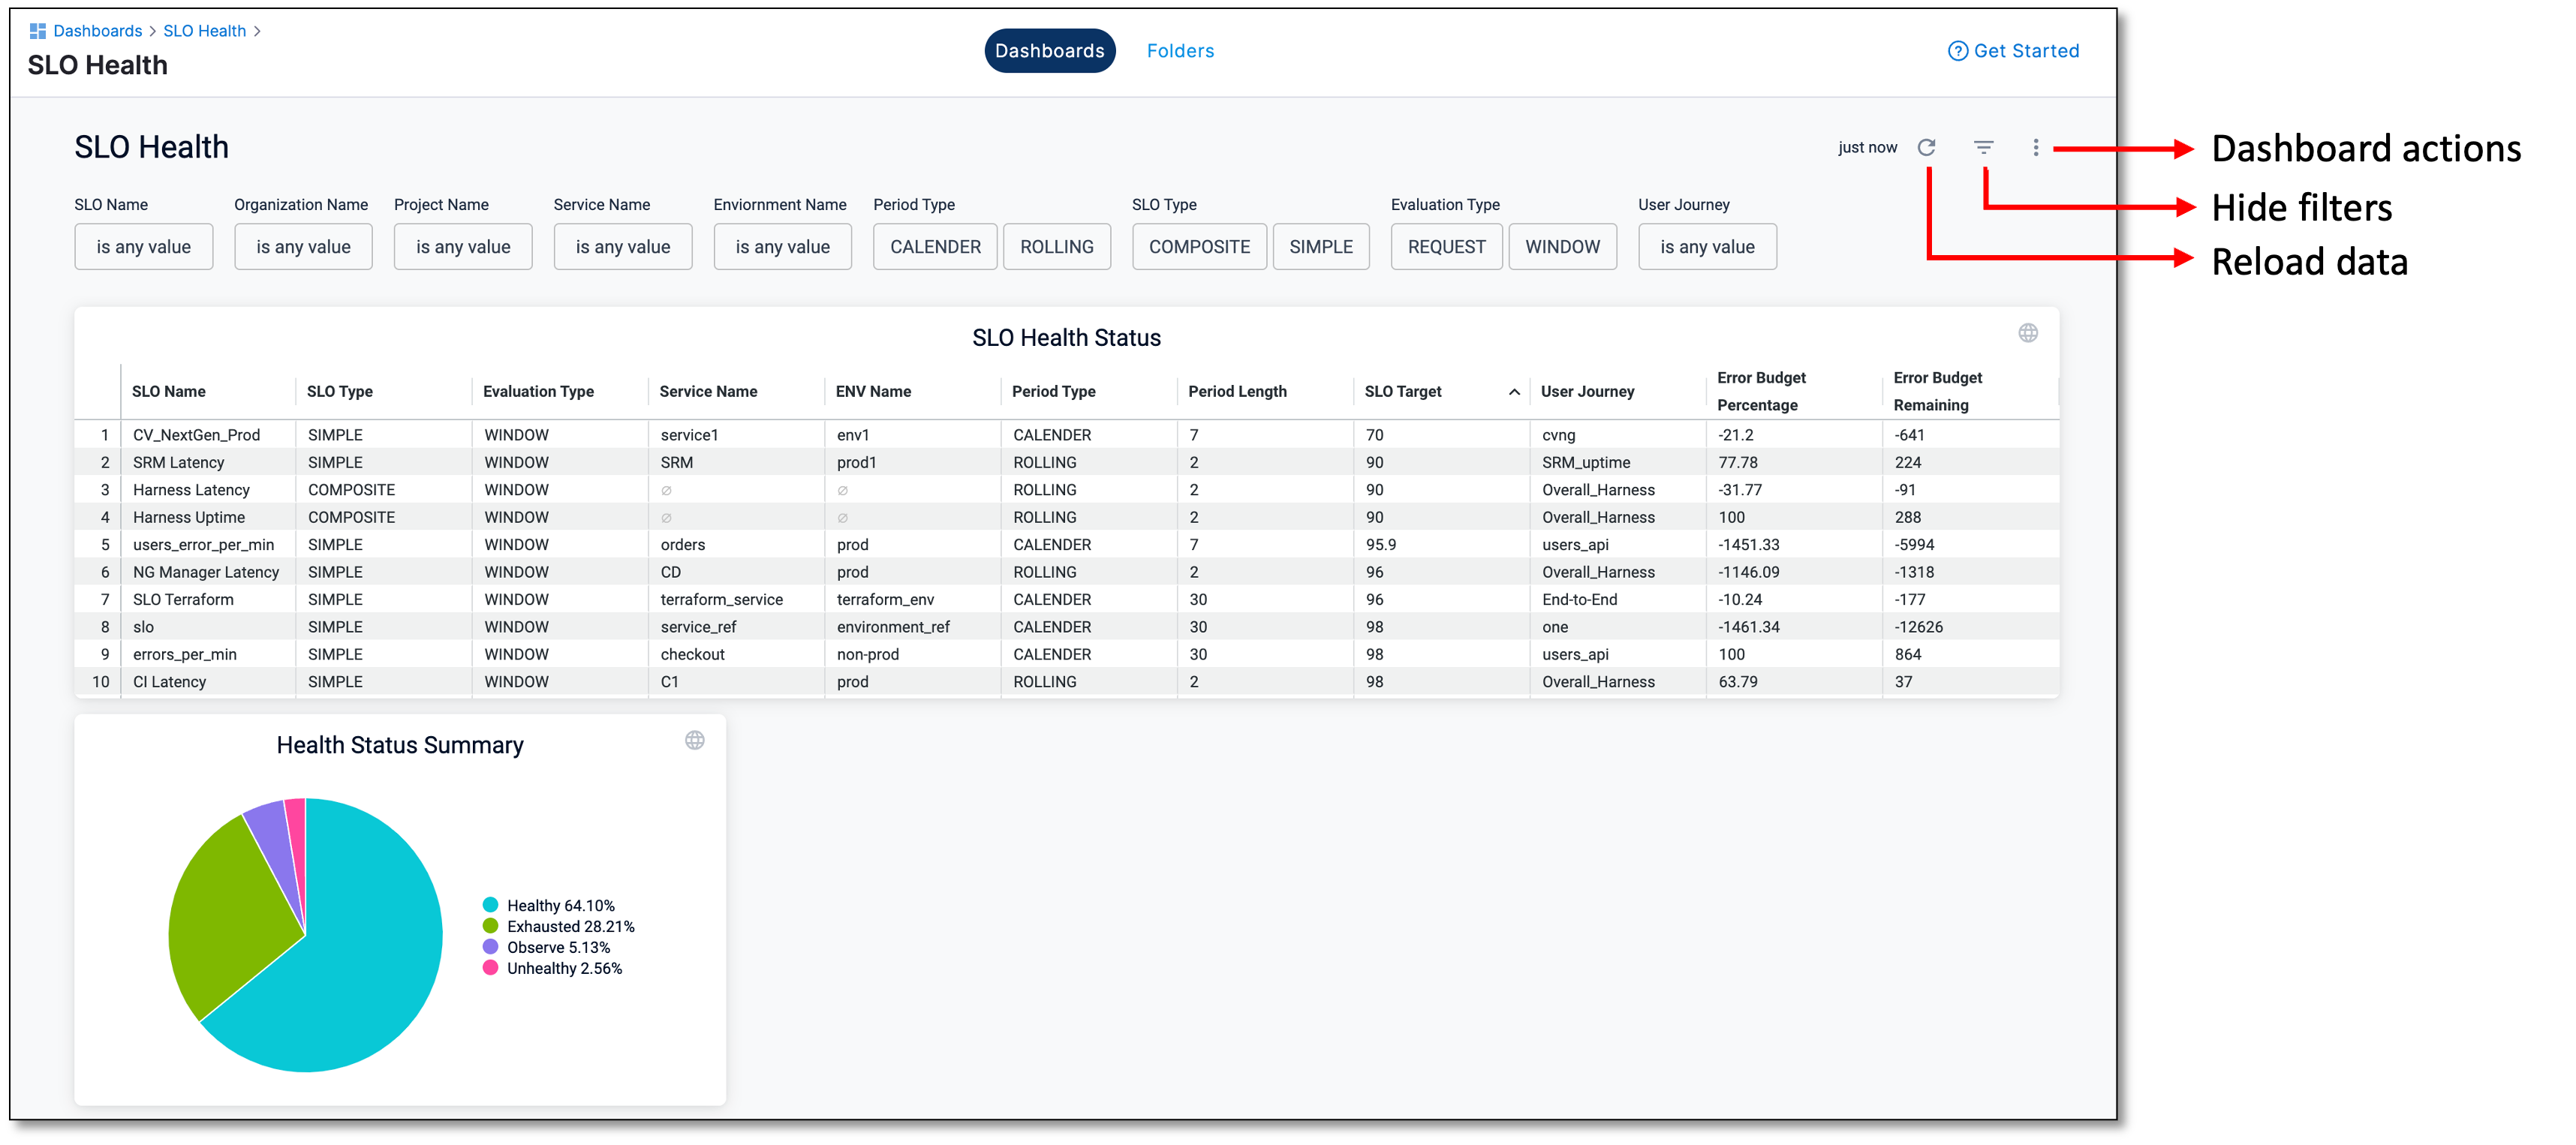 Dashboards > SLO Health >
SLO Health
Dashboards Folders
Get Started
SLO Health
just now
Dashboard actions
Hide filters
Reload data
SLO Name Organization Name Project Name Service Name Enviornment Name Period Type SLO Type Evaluation Type User Journey
is any value is any value is any value is any value is any value CALENDER ROLLING COMPOSITE SIMPLE REQUEST WINDOW is any value
SLO Health Status
SLO Name SLO Type Evaluation Type Service Name ENV Name Period Type Period Length SLO Target User Journey Error Budget Percentage Error Budget Remaining
1 CV_NextGen_Prod SIMPLE WINDOW service1 env1 CALENDER 7 70 cvng -21.2 -641
2 SRM Latency SIMPLE WINDOW SRM prod1 ROLLING 2 90 SRM_uptime 77.78 224
3 Harness Latency COMPOSITE WINDOW ∅ ∅ ROLLING 2 90 Overall_Harness -31.77 -91
4 Harness Uptime COMPOSITE WINDOW ∅ ∅ ROLLING 2 90 Overall_Harness 100 288
5 users_error_per_min SIMPLE WINDOW orders prod CALENDER 7 95.9 users_api -1451.33 -5994
6 NG Manager Latency SIMPLE WINDOW CD prod ROLLING 2 96 Overall_Harness -1146.09 -1318
7 SLO Terraform SIMPLE WINDOW terraform_service terraform_env CALENDER 30 96 End-to-End -10.24 -177
8 slo SIMPLE WINDOW service_ref environment_ref CALENDER 30 98 one -1461.34 -12626
9 errors_per_min SIMPLE WINDOW checkout non-prod CALENDER 30 98 users_api 100 864
10 CI Latency SIMPLE WINDOW C1 prod ROLLING 2 98 Overall_Harness 63.79 37
Health Status Summary
Healthy 64.10%
Exhausted 28.21%
Observe 5.13%
Unhealthy 2.56%